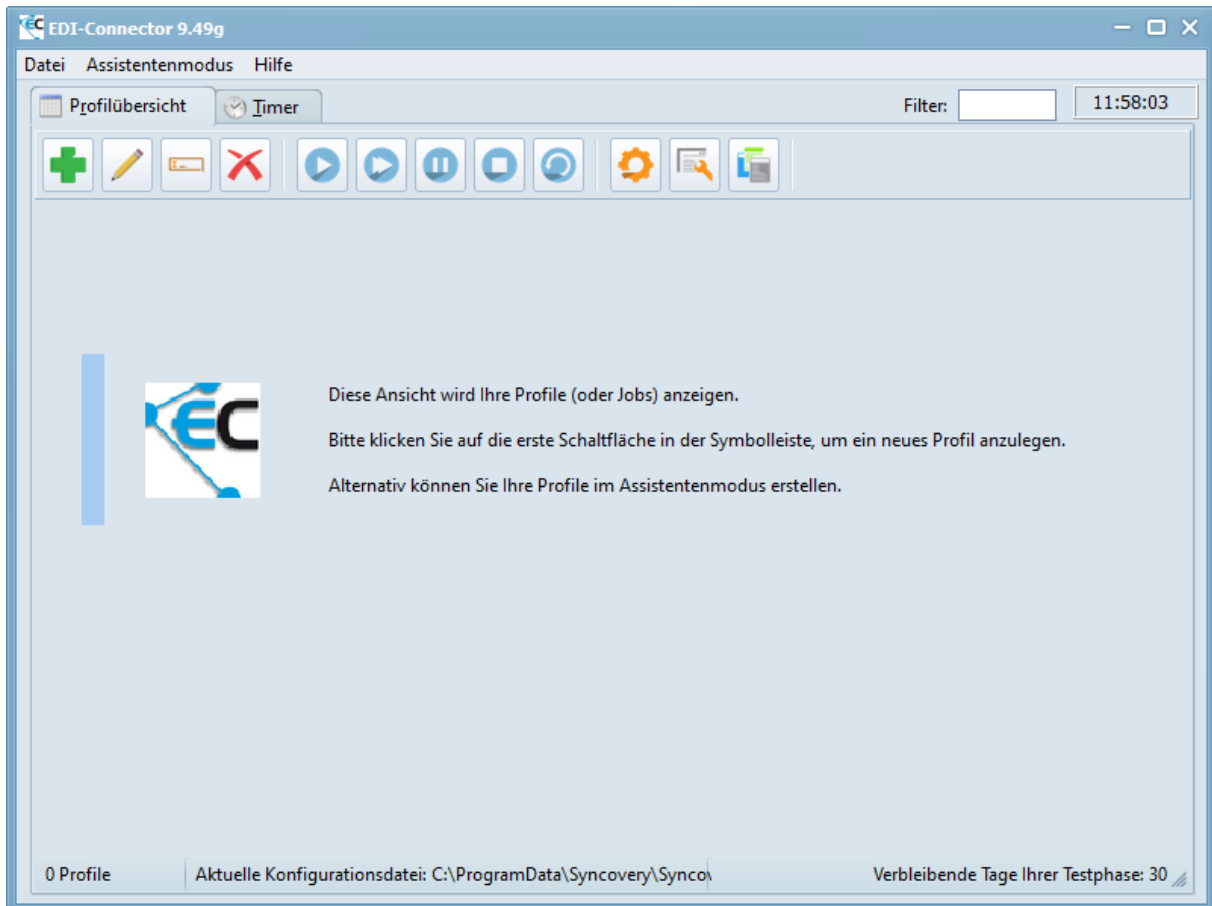 EDI-Connector 9.49g
Datei Assistentenmodus Hilfe
Profilübersicht Timer Filter: 11:58:03
EC
Diese Ansicht wird Ihre Profile (oder Jobs) anzeigen.
Bitte klicken Sie auf die erste Schaltfläche in der Symbolleiste, um ein neues Profil anzulegen.
Alternativ können Sie Ihre Profile im Assistentenmodus erstellen.
0 Profile Aktuelle Konfigurationsdatei: C:\ProgramData\Syncovery\Syncov Verbleibende Tage Ihrer Testphase: 30